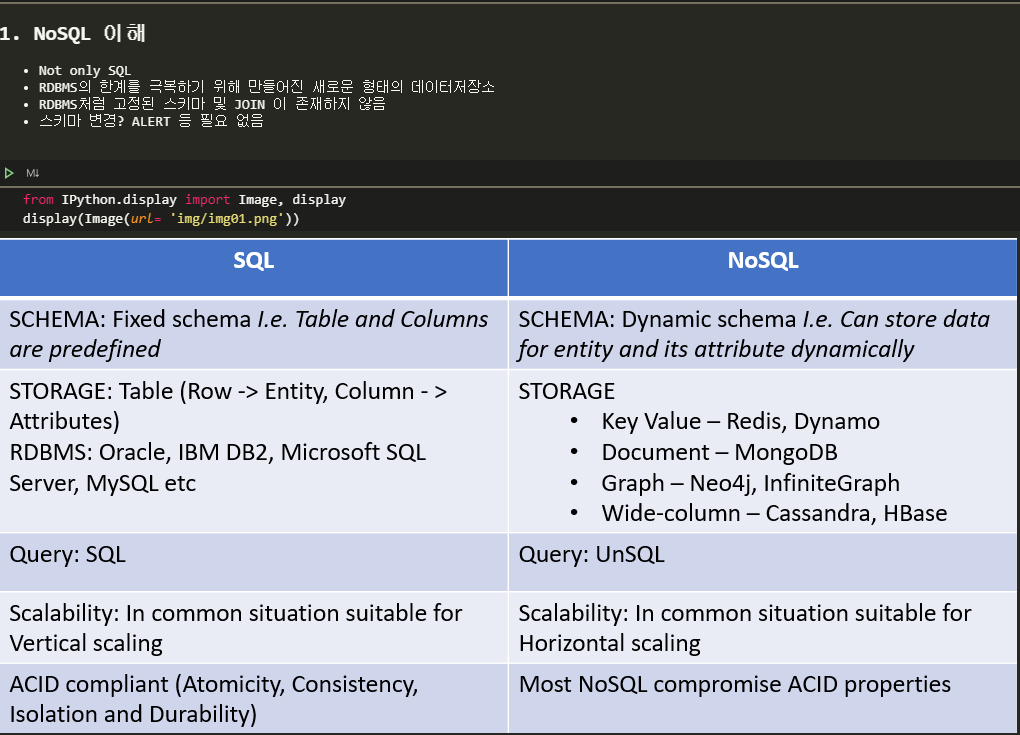 1. NoSQL 이해
• Not only SQL
• RDBMS의 한계를 극복하기 위해 만들어진 새로운 형태의 데이터저장소
• RDBMS처럼 고정된 스키마 및 JOIN 이 존재하지 않음
• 스키마 변경? ALERT 등 필요 없음
M↓
from IPython.display import Image, display
display(Image(url= 'img/img01.png'))
SQL
NoSQL
SCHEMA: Fixed schema I.e. Table and Columns
are predefined
SCHEMA: Dynamic schema I.e. Can store data
for entity and its attribute dynamically
STORAGE: Table (Row -> Entity, Column - >
Attributes)
RDBMS: Oracle, IBM DB2, Microsoft SQL
Server, MySQL etc
STORAGE
• Key Value – Redis, Dynamo
• Document – MongoDB
• Graph – Neo4j, InfiniteGraph
• Wide-column – Cassandra, HBase
Query: SQL
Query: UnSQL
Scalability: In common situation suitable for
Vertical scaling
Scalability: In common situation suitable for
Horizontal scaling
ACID compliant (Atomicity, Consistency,
Isolation and Durability)
Most NoSQL compromise ACID properties